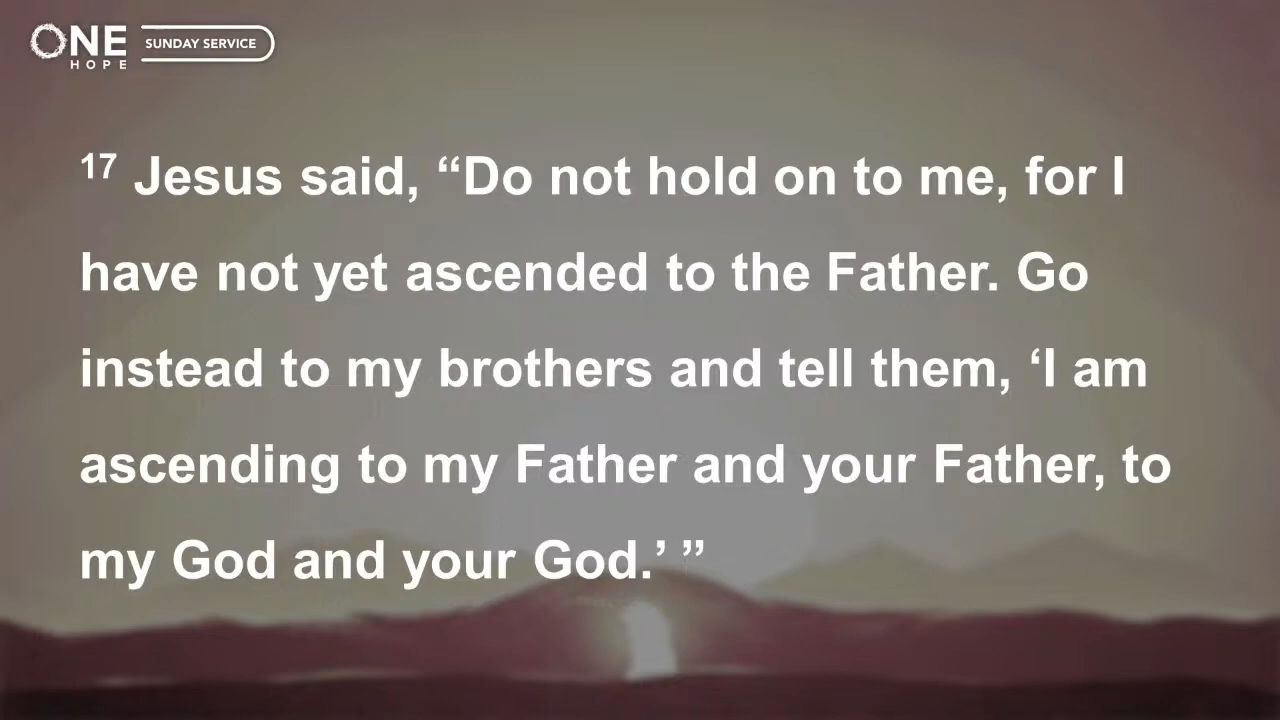 ONE
HOPE
SUNDAY SERVICE
17 Jesus said, “Do not hold on to me, for I
have not yet ascended to the Father. Go
instead to my brothers and tell them, ‘I am
ascending to my Father and your Father, to
my God and your God.’ ”